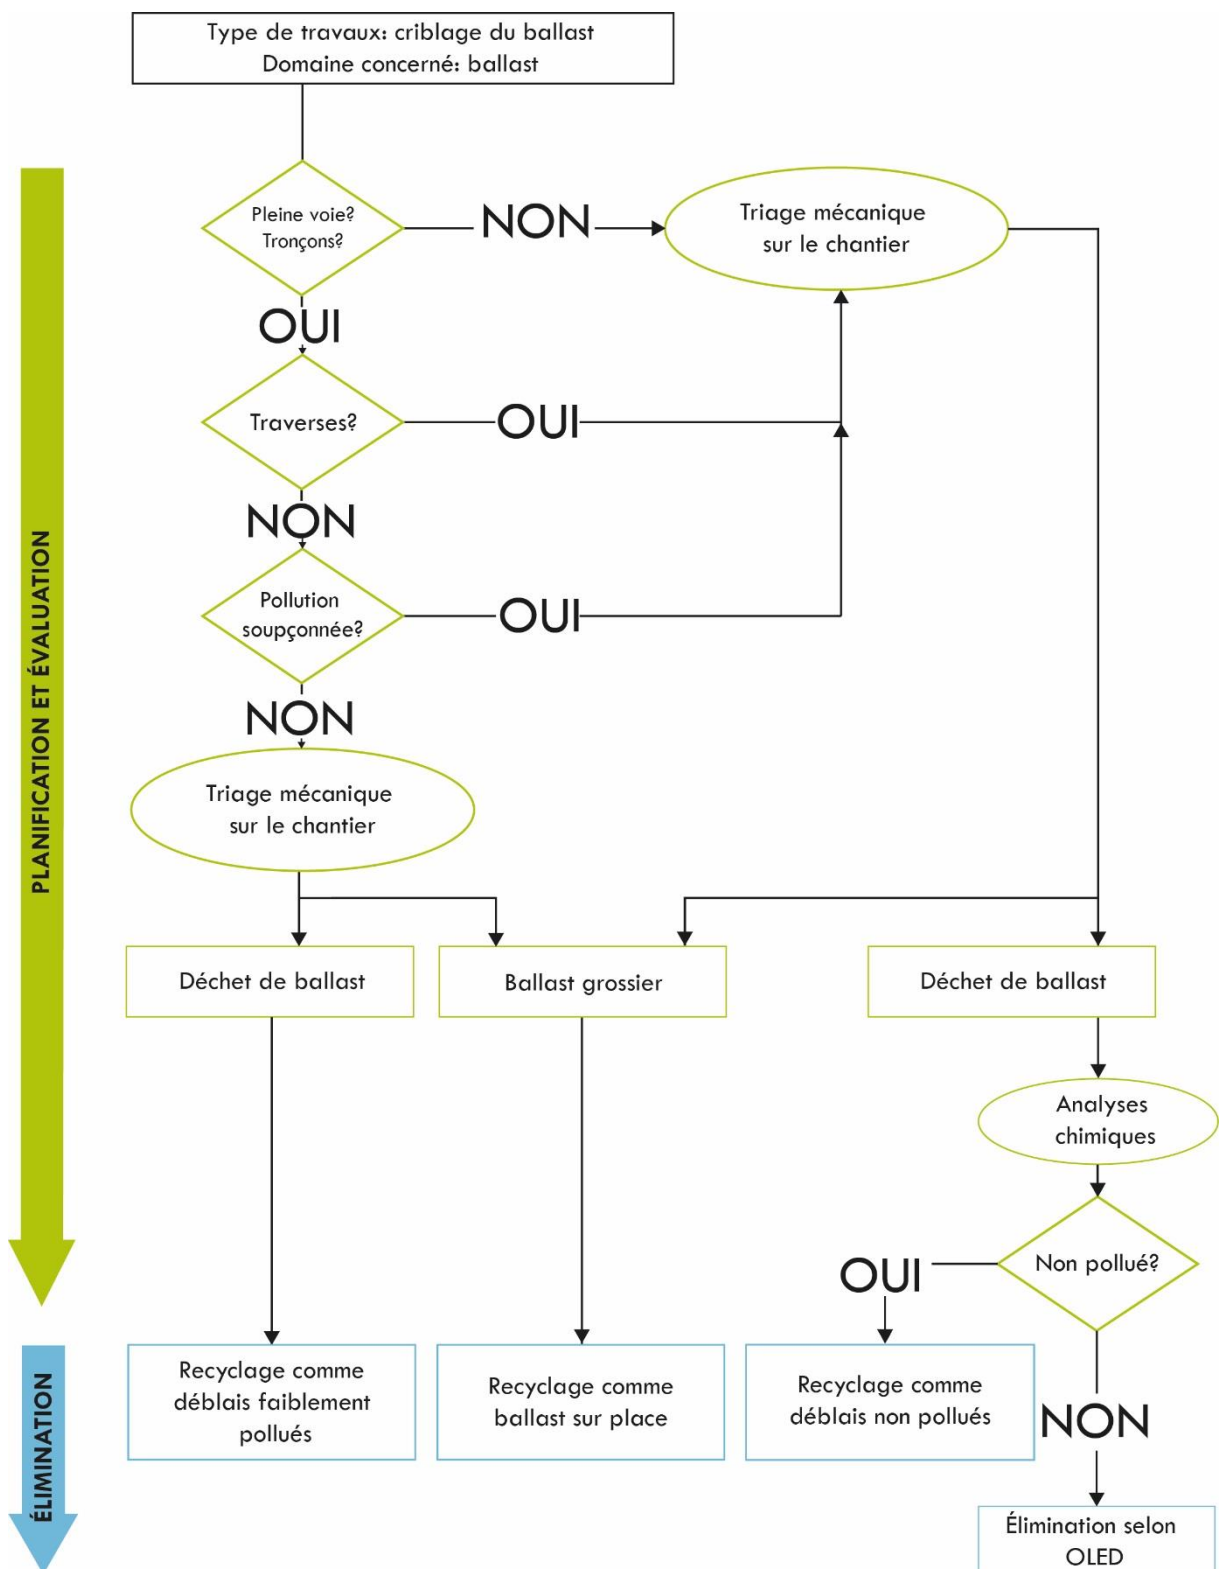 Type de travaux: criblage du ballast
Domaine concerné: ballast
PLANIFICATION ET ÉVALUATION
Pleine voie?
Tronçons?
NON
Triage mécanique
sur le chantier
OUI
Traverses?
OUI
NON
Pollution
soupçonnée?
OUI
NON
Triage mécanique
sur le chantier
Déchet de ballast
Ballast grossier
Déchet de ballast
Analyses
chimiques
Non pollué?
OUI
NON
ÉLIMINATION
Recyclage comme
déblais faiblement
pollués
Recyclage comme
ballast sur place
Recyclage comme
déblais non pollués
Élimination selon
OLED